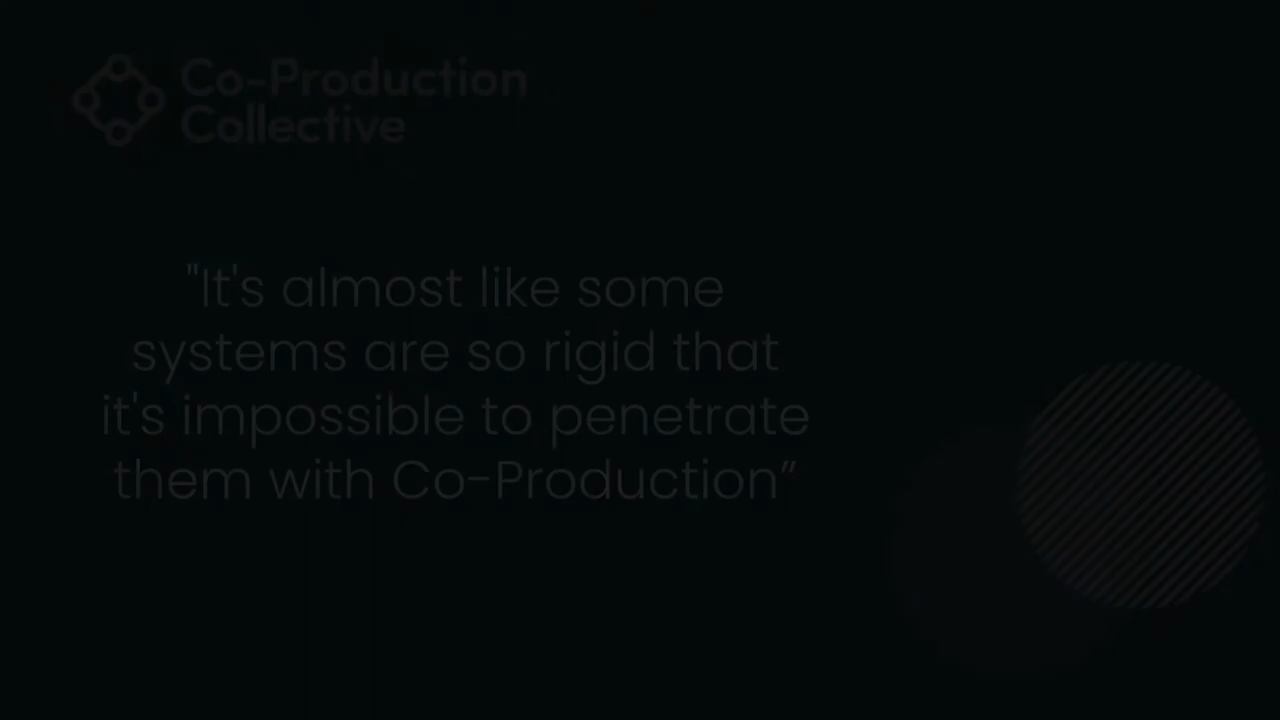 Co-Production
Collective
"It's almost like some
systems are so rigid that
it's impossible to penetrate
them with Co-Production”